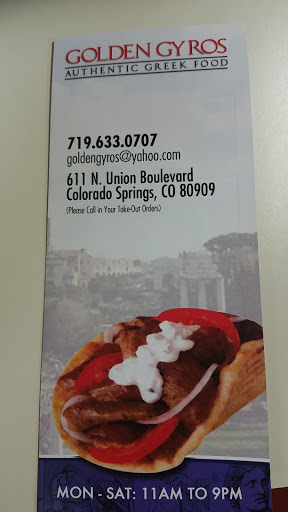 GOLDEN GYROS
AUTHENTIC GREEK FOOD
719.633.0707
goldengyros@yahoo.com
611 N. Union Boulevard
Colorado Springs, CO 80909
(Please Call in Your Take-Out Orders)
MON - SAT: 11AM TO 9PM